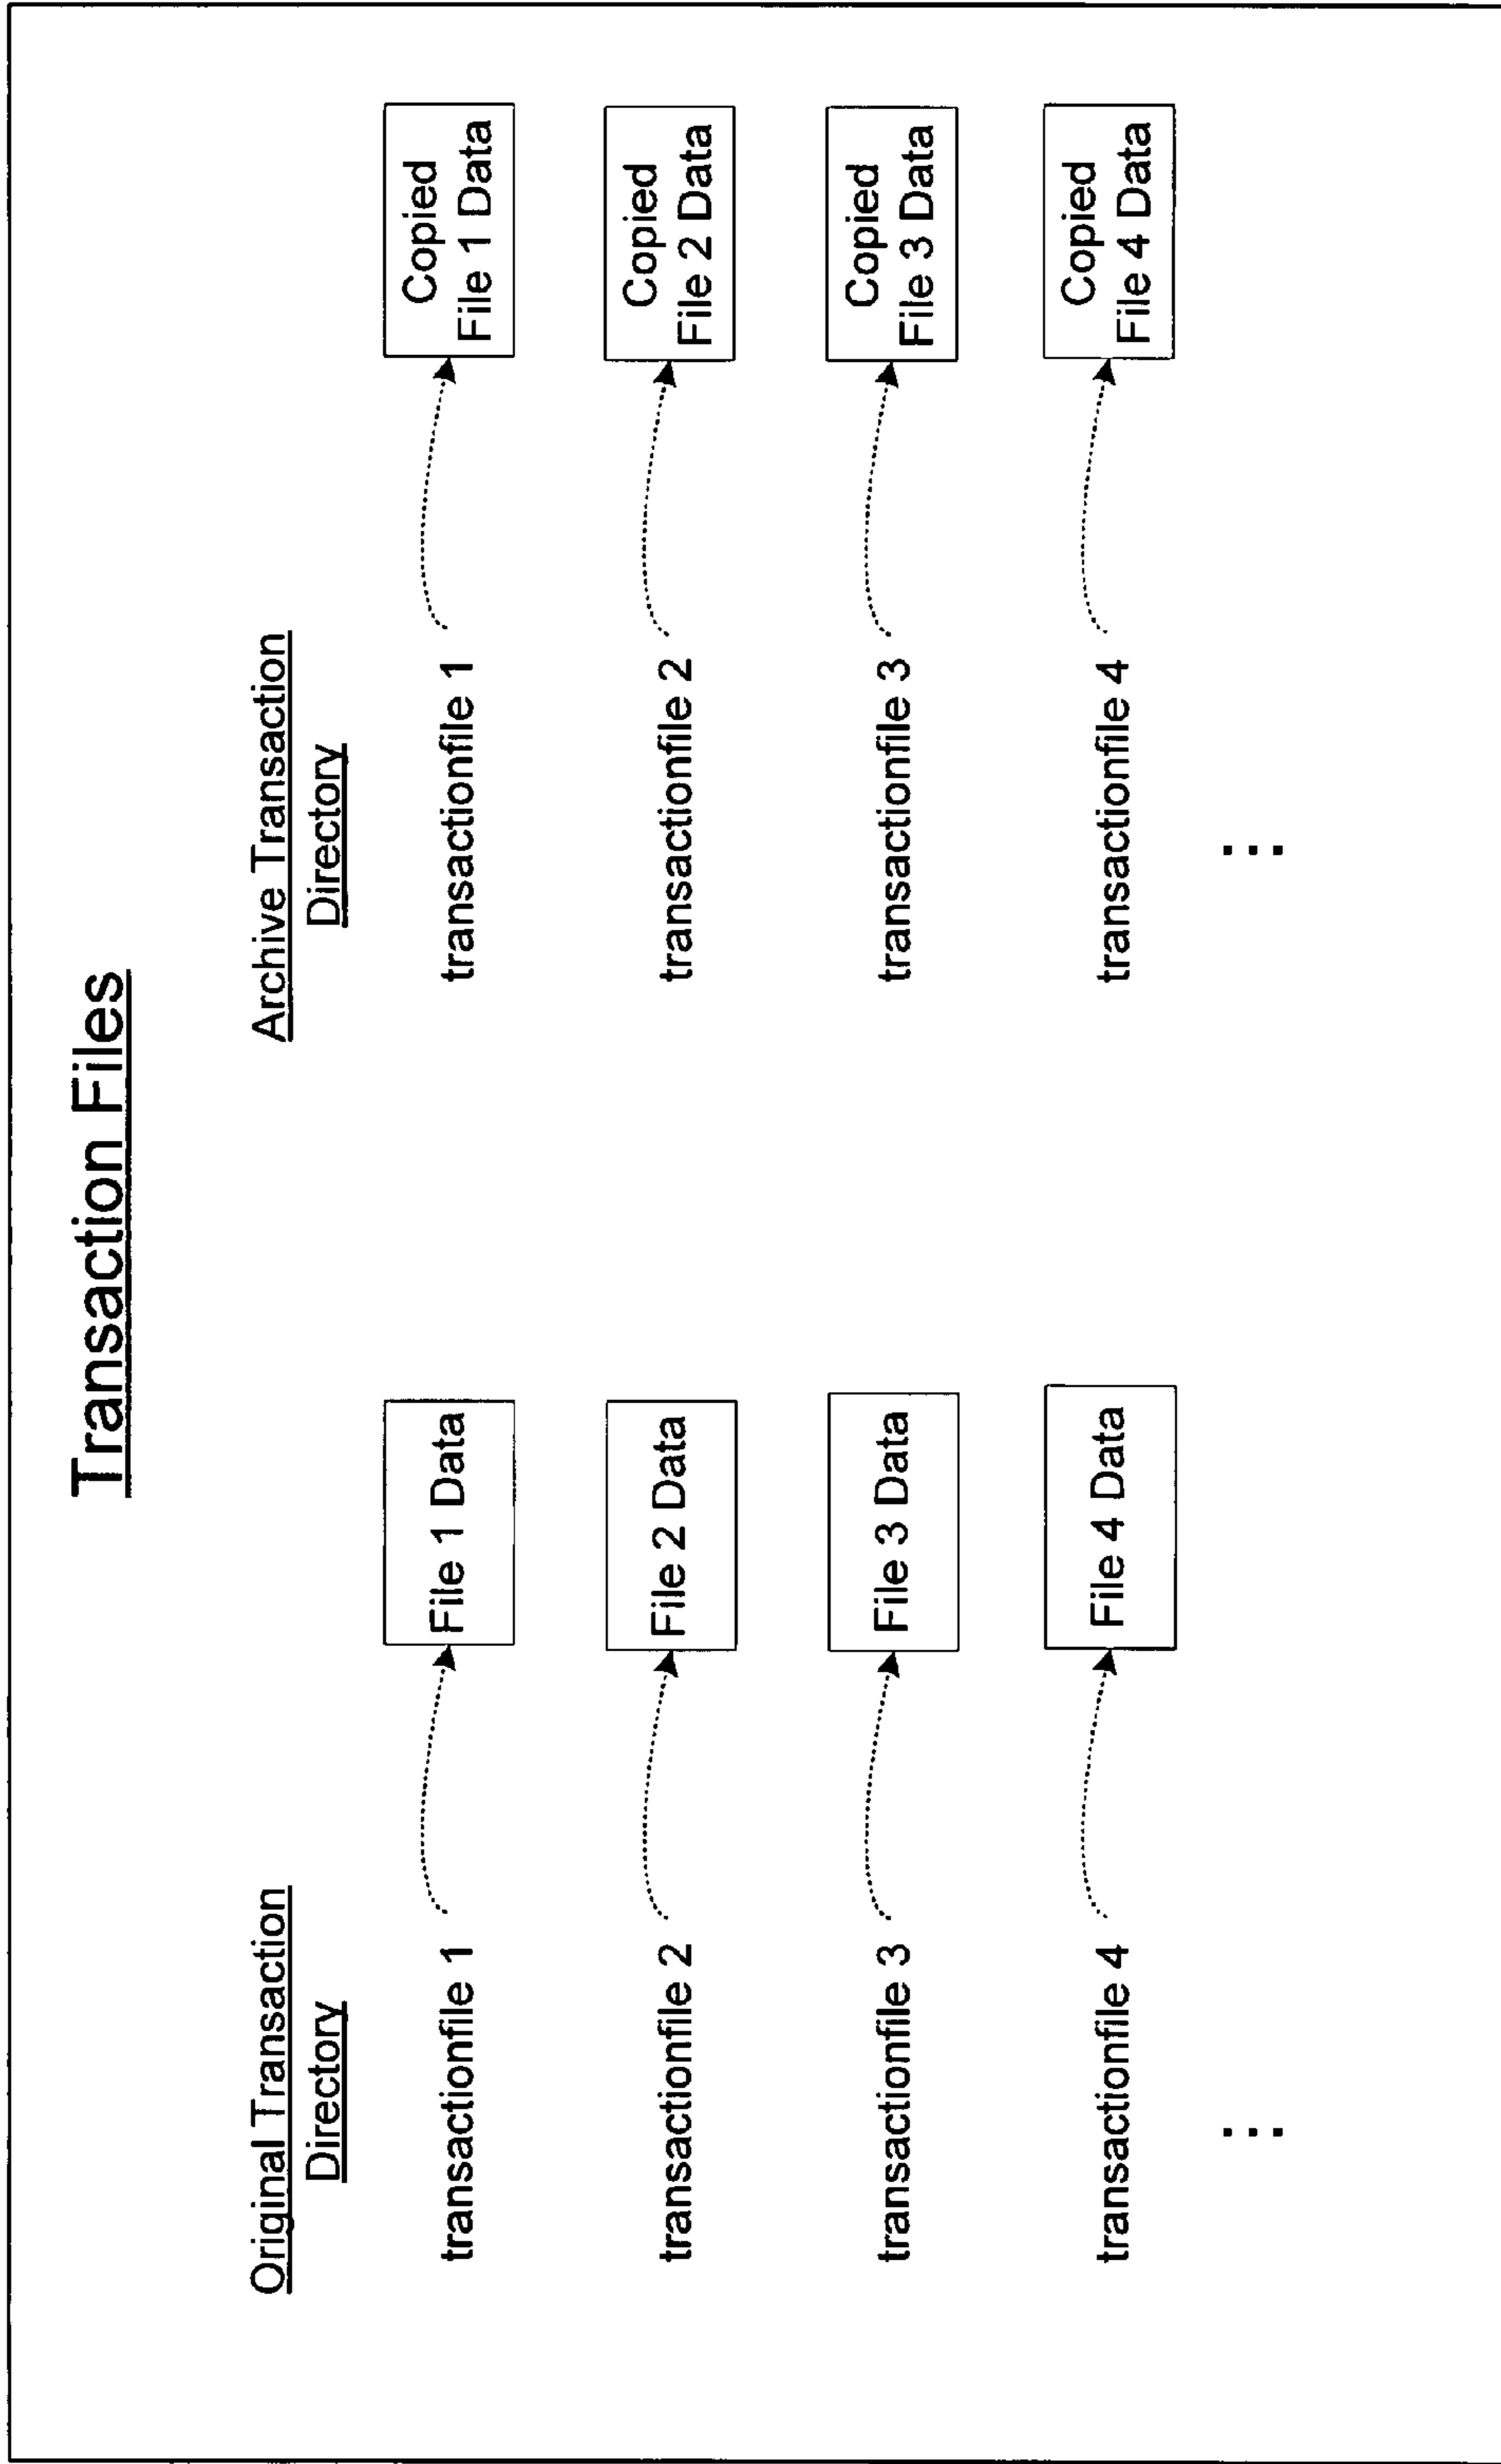 Transaction Files
Original Transaction
Directory
transactionfile 1
File 1 Data
transactionfile 2
File 2 Data
transactionfile 3
File 3 Data
transactionfile 4
File 4 Data
...
Archive Transaction
Directory
transactionfile 1
Copied
File 1 Data
transactionfile 2
Copied
File 2 Data
transactionfile 3
Copied
File 3 Data
transactionfile 4
Copied
File 4 Data
...